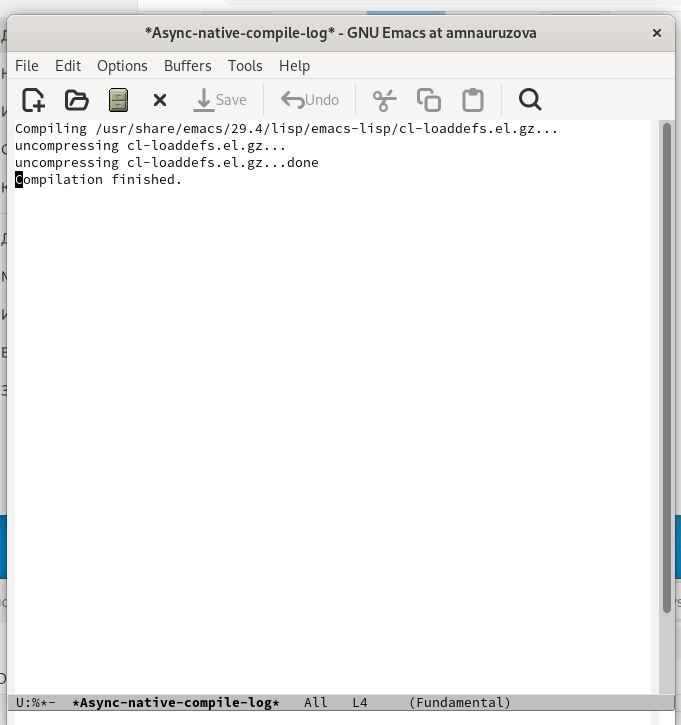 *Async-native-compile-log* - GNU Emacs at amnauruzova
File Edit Options Buffers Tools Help
Save Undo
Compiling /usr/share/emacs/29.4/lisp/emacs-lisp/cl-loaddefs.el.gz...
uncompressing cl-loaddefs.el.gz...
uncompressing cl-loaddefs.el.gz...done
Compilation finished.
U:%*- *Async-native-compile-log* All L4 (Fundamental)